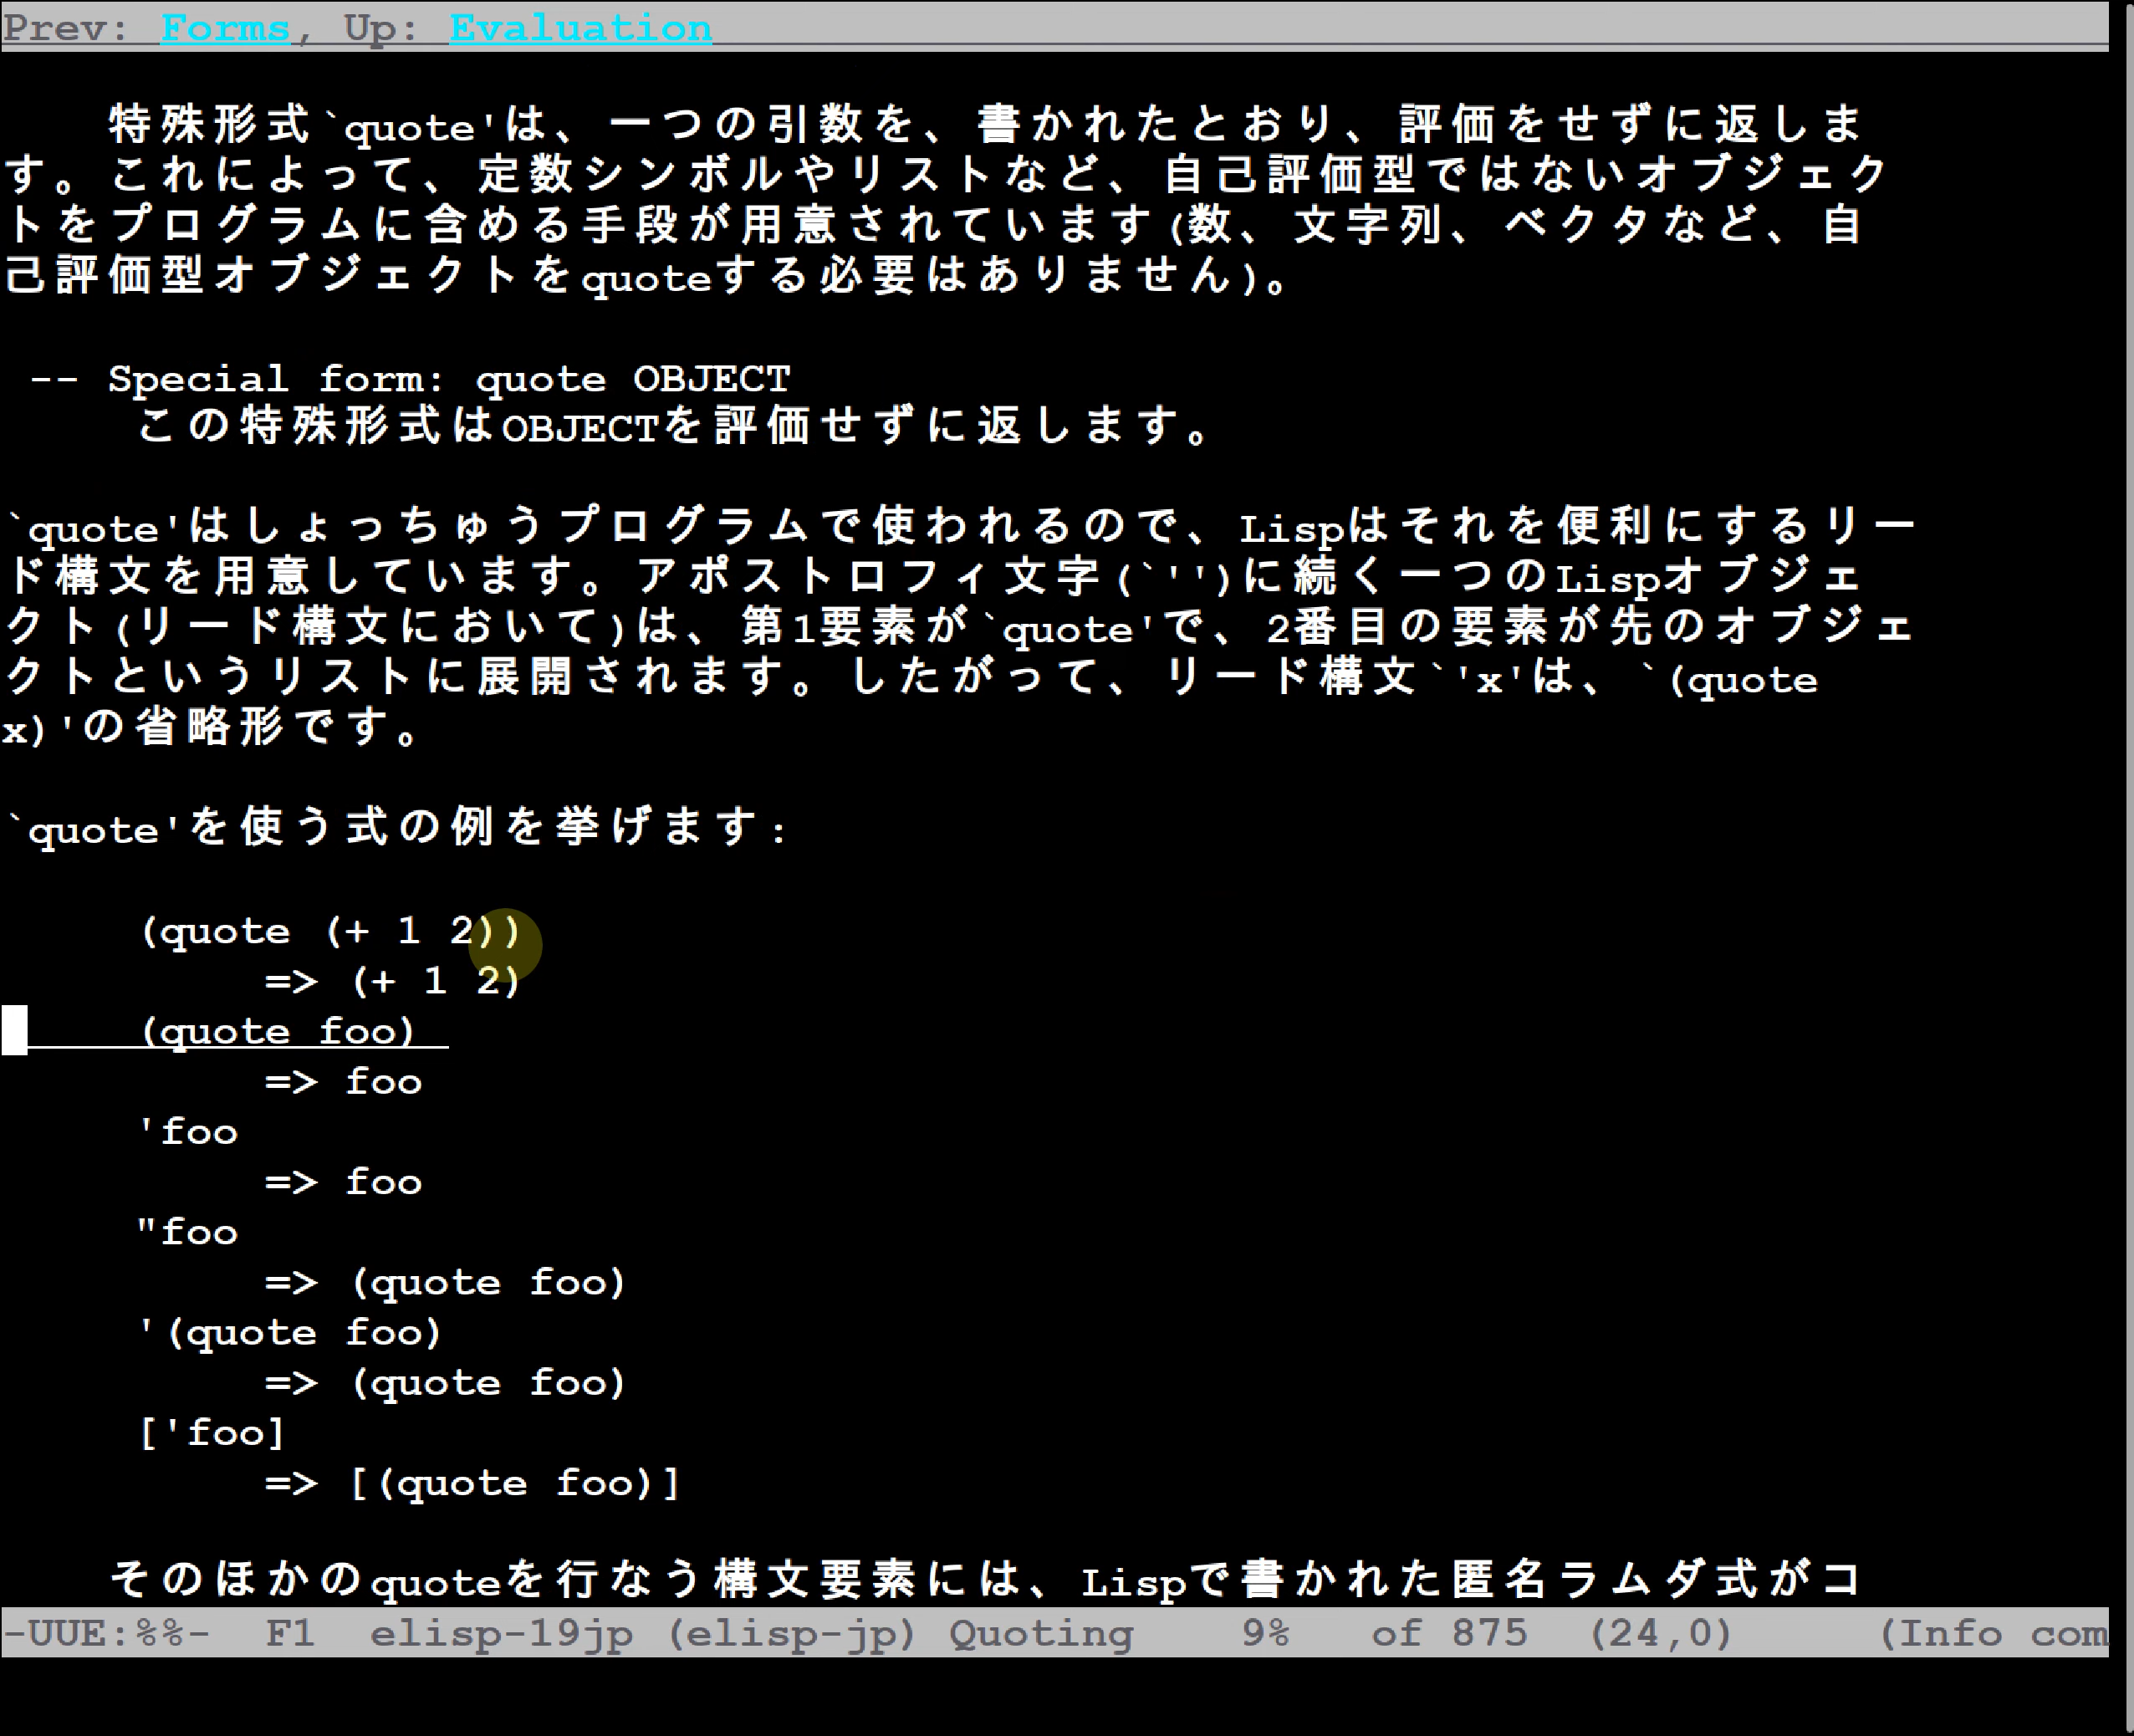 Prev: Forms, Up: Evaluation
特殊形式`quote'は、一つの引数を、書かれたとおり、評価をせずに返しま
す。これによって、定数シンボルやリストなど、自己評価型ではないオブジェク
トをプログラムに含める手段が用意されています(数、文字列、ベクタなど、自
己評価型オブジェクトをquoteする必要はありません)。
-- Special form: quote OBJECT
この特殊形式はOBJECTを評価せずに返します。
`quote'はしょっちゅうプログラムで使われるので、Lispはそれを便利にするリー
ド構文を用意しています。アポストロフィ文字(`'')に続く一つのLispオブジェ
クト(リード構文において)は、第1要素が`quote'で、2番目の要素が先のオブジェ
クトというリストに展開されます。したがって、リード構文`'x'は、`(quote
x)'の省略形です。
`quote'を使う式の例を挙げます:
(quote (+ 1 2))
=> (+ 1 2)
(quote foo)
=> foo
'foo
=> foo
"foo
=> (quote foo)
'(quote foo)
=> (quote foo)
['foo]
=> [(quote foo)]
そのほかのquoteを行なう構文要素には、Lispで書かれた匿名ラムダ式がコ
-UUE:%%-  F1  elisp-19jp (elisp-jp) Quoting    9%   of 875  (24,0)     (Info com